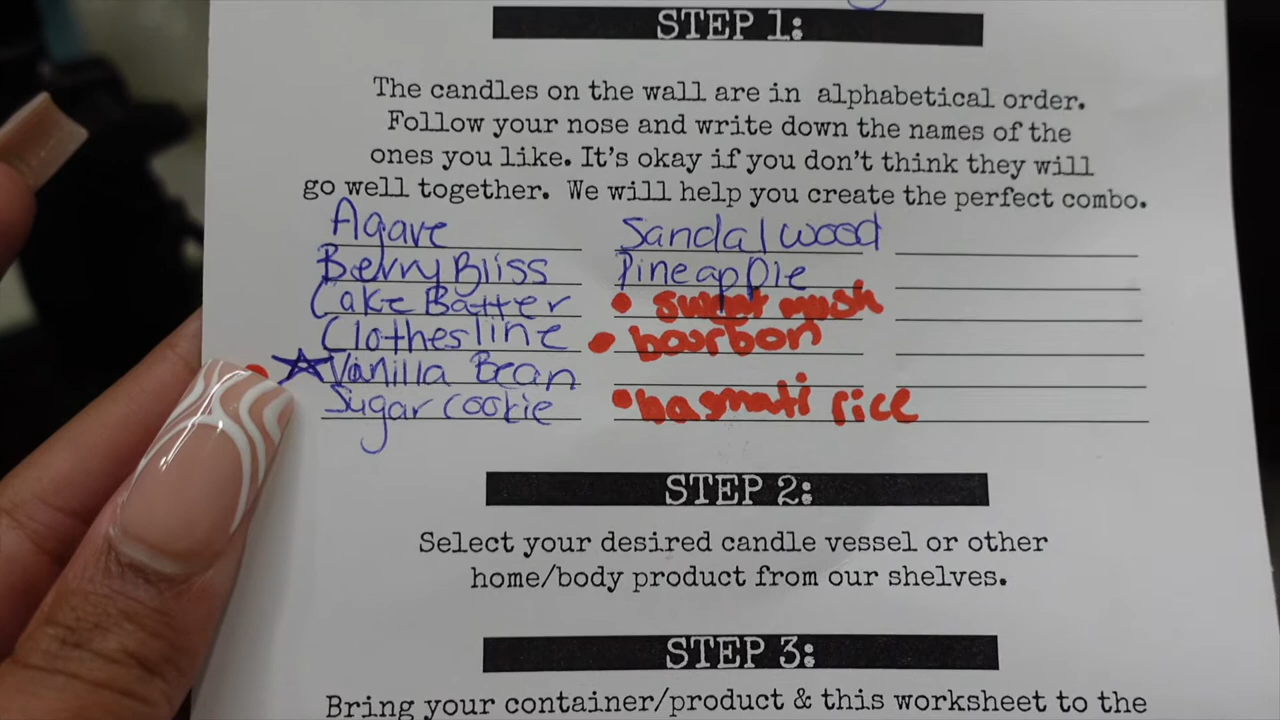 STEP 1:
The candles on the wall are in alphabetical order.
Follow your nose and write down the names of the
ones you like. It's okay if you don't think they will
go well together. We will help you create the perfect combo.
Agave
Berry Bliss
Cake Batter
Clothesline
Vanilla Bean
Sugar cookie
Sandalwood
Pineapple
sweet musk
bourbon
basmati rice
STEP 2:
Select your desired candle vessel or other
home/body product from our shelves.
STEP 3:
Bring your container/product & this worksheet to the